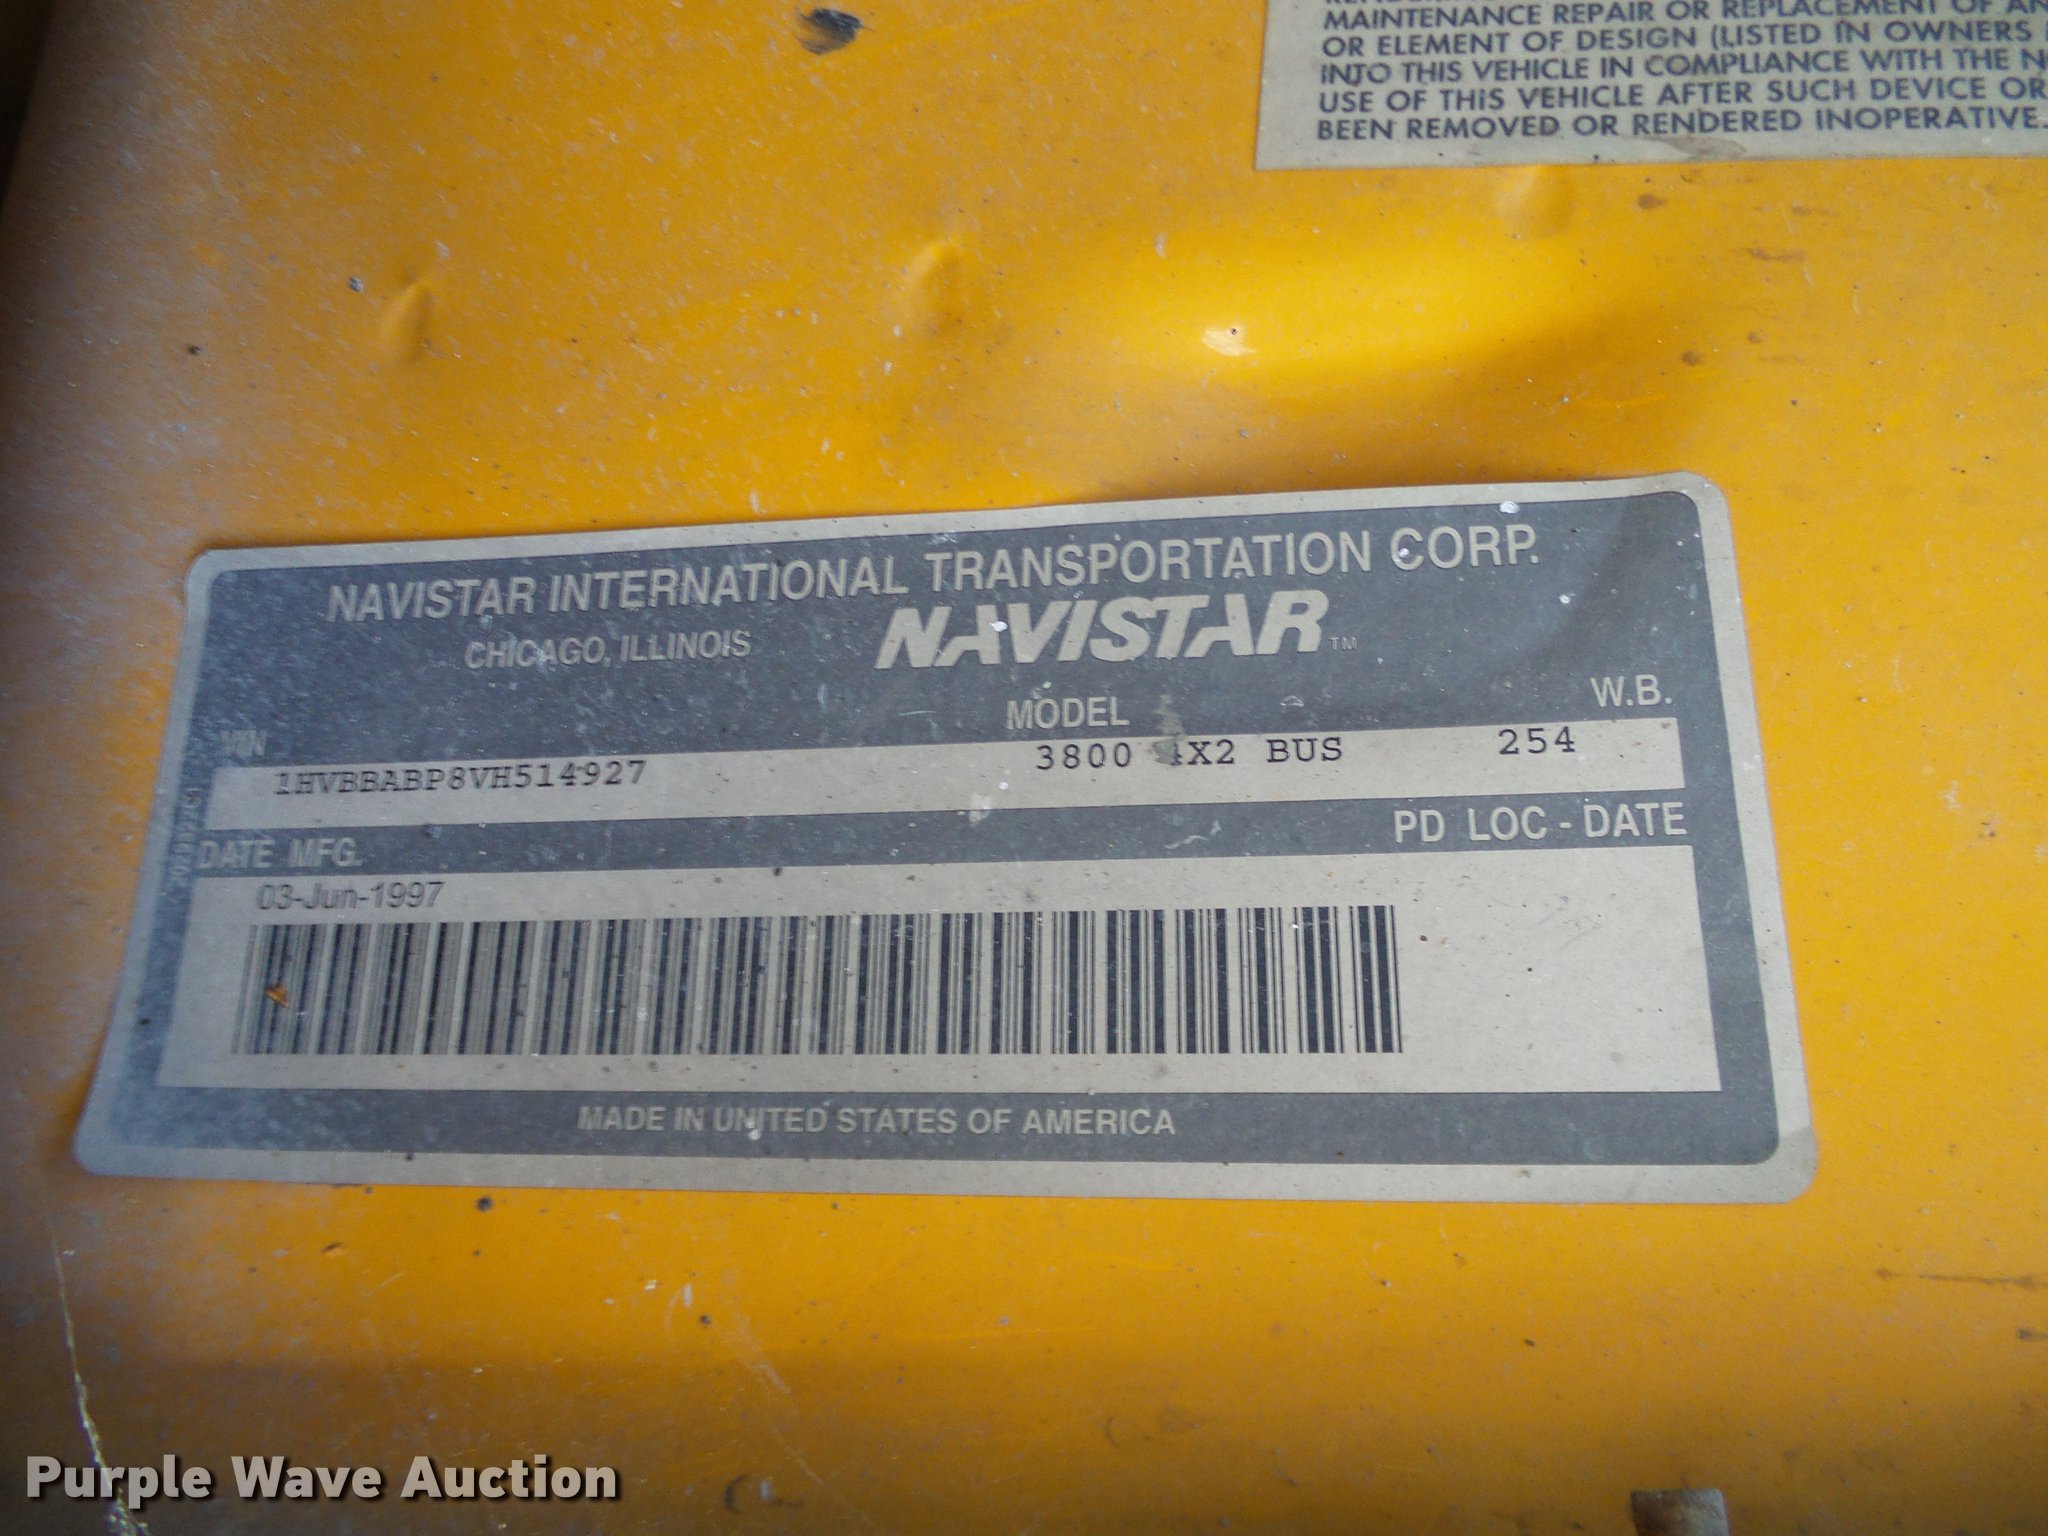 MAINTENANCE REPAIR OR REPLACEMENT OF AN
OR ELEMENT OF DESIGN (LISTED IN OWNERS
INTO THIS VEHICLE IN COMPLIANCE WITH THE
USE OF THIS VEHICLE AFTER SUCH DEVICE OR
BEEN REMOVED OR RENDERED INOPERATIVE.
NAVISTAR INTERNATIONAL TRANSPORTATION CORP.
CHICAGO, ILLINOIS NAVISTAR™
VIN MODEL W.B.
1HVBBABP8VH514927 3800 4X2 BUS 254
DATE MFG. PD LOC - DATE
03-Jun-1997
MADE IN UNITED STATES OF AMERICA
Purple Wave Auction